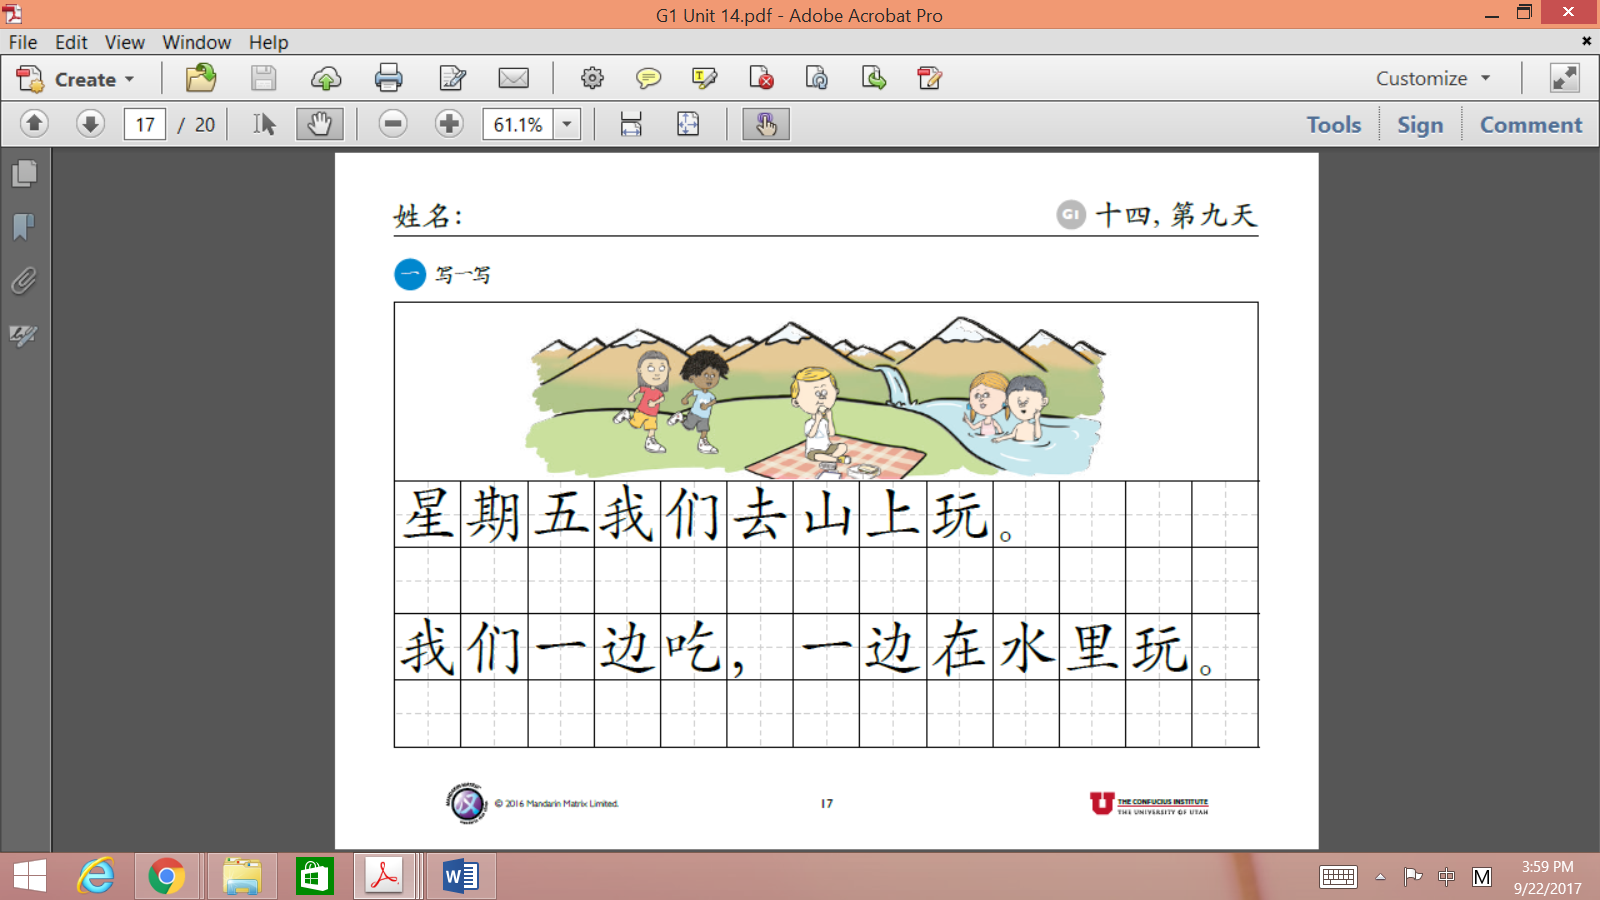 G1 Unit 14.pdf - Adobe Acrobat Pro
File Edit View Window Help
Create Customize
17 / 20 61.1% Tools Sign Comment
姓名: G1 十四, 第九天
一 写一写
星期五我们去山上玩。
我们一边吃, 一边在水里玩。
© 2016 Mandarin Matrix Limited. 17 THE CONFUCIUS INSTITUTE
THE UNIVERSITY OF UTAH
中 M 3:59 PM
9/22/2017